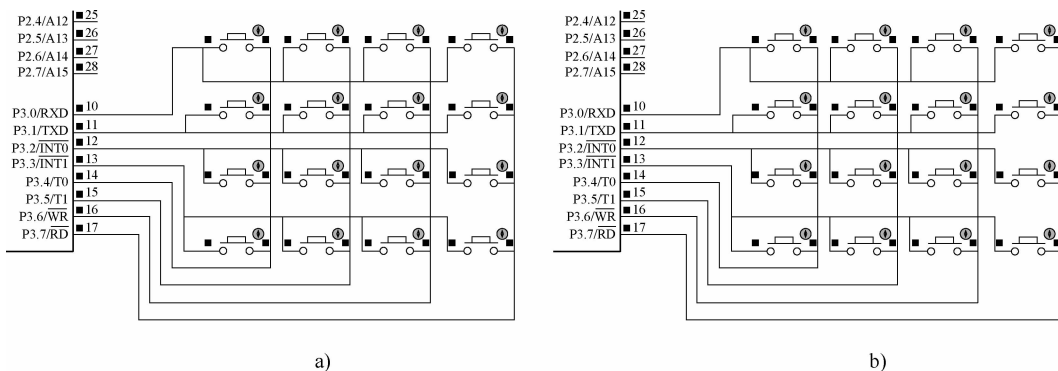 P2.4/A12 25
P2.5/A13 26
P2.6/A14 27
P2.7/A15 28
P3.0/RXD 10
P3.1/TXD 11
P3.2/INT0 12
P3.3/INT1 13
P3.4/T0 14
P3.5/T1 15
P3.6/WR 16
P3.7/RD 17
a)
P2.4/A12 25
P2.5/A13 26
P2.6/A14 27
P2.7/A15 28
P3.0/RXD 10
P3.1/TXD 11
P3.2/INT0 12
P3.3/INT1 13
P3.4/T0 14
P3.5/T1 15
P3.6/WR 16
P3.7/RD 17
b)